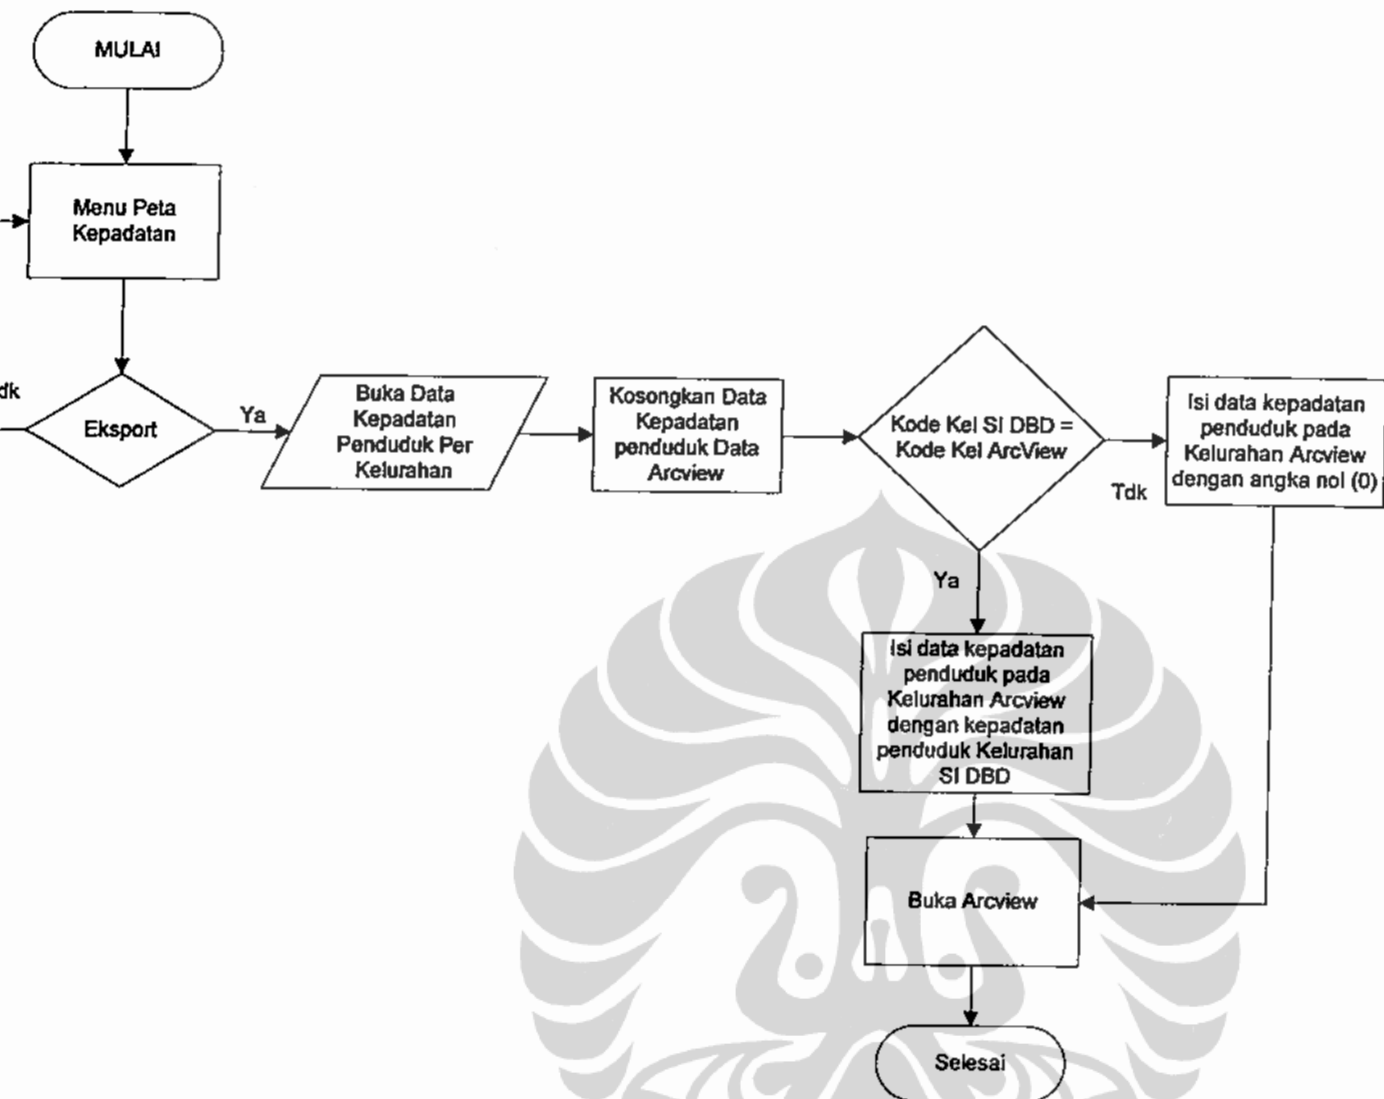 MULAI
Menu Peta
Kepadatan
dk
Eksport
Ya
Buka Data
Kepadatan
Penduduk Per
Kelurahan
Kosongkan Data
Kepadatan
penduduk Data
Arcview
Kode Kel SI DBD =
Kode Kel ArcView
Tdk
Isi data kepadatan
penduduk pada
Kelurahan Arcview
dengan angka nol (0)
Ya
Isi data kepadatan
penduduk pada
Kelurahan Arcview
dengan kepadatan
penduduk Kelurahan
SI DBD
Buka Arcview
Selesai